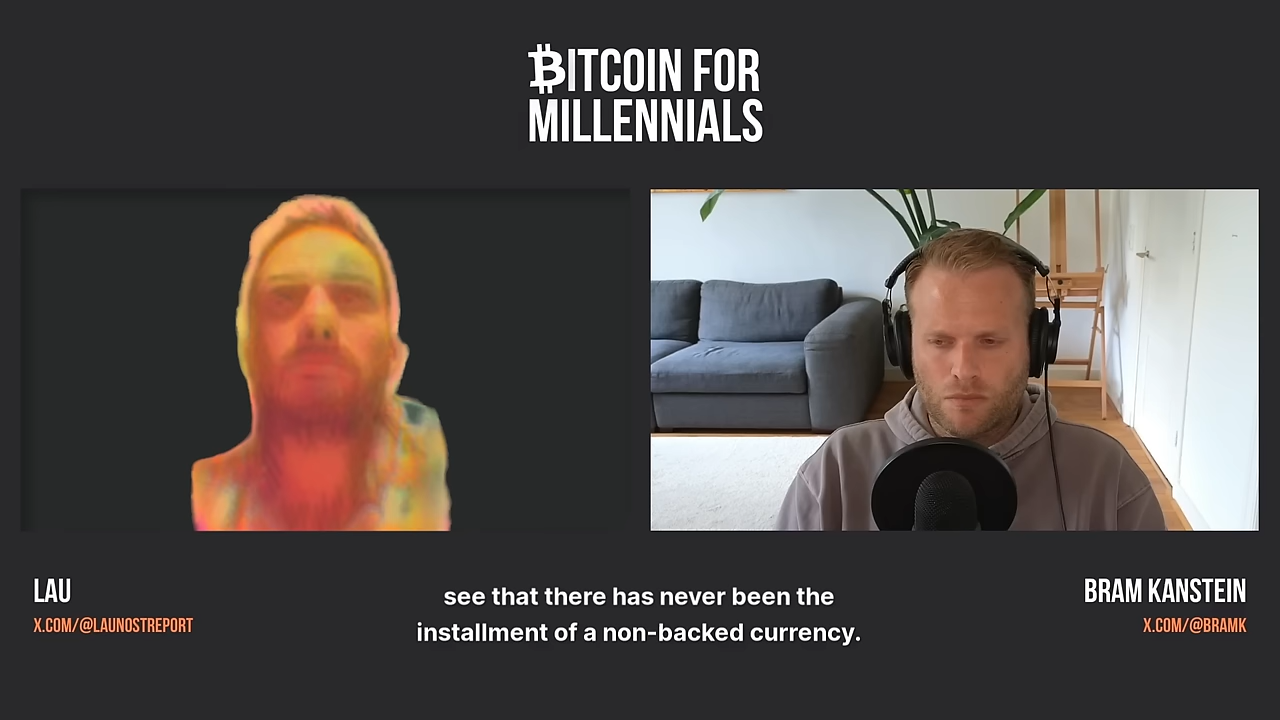 ₿ITCOIN FOR
MILLENNIALS
LAU
X.COM/@LAUNOSTREPORT
see that there has never been the
installment of a non-backed currency.
BRAM KANSTEIN
X.COM/@BRAMK